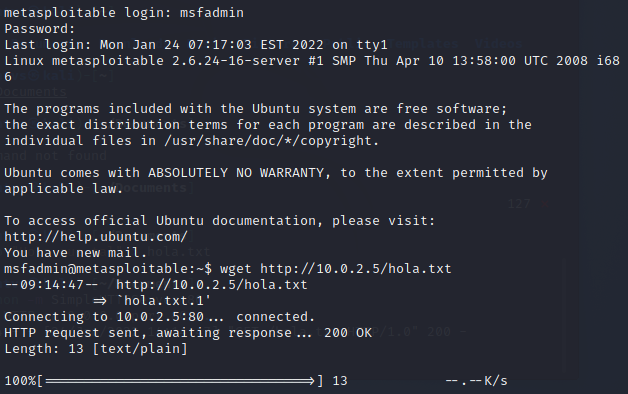 metasploitable login: msfadmin
Password:
Last login: Mon Jan 24 07:17:03 EST 2022 on tty1
Linux metasploitable 2.6.24-16-server #1 SMP Thu Apr 10 13:58:00 UTC 2008 i68
6

The programs included with the Ubuntu system are free software;
the exact distribution terms for each program are described in the
individual files in /usr/share/doc/*/copyright.

Ubuntu comes with ABSOLUTELY NO WARRANTY, to the extent permitted by
applicable law.

To access official Ubuntu documentation, please visit:
http://help.ubuntu.com/
You have new mail.
msfadmin@metasploitable:~$ wget http://10.0.2.5/hola.txt
--09:14:47--  http://10.0.2.5/hola.txt
           => `hola.txt.1'
Connecting to 10.0.2.5:80... connected.
HTTP request sent, awaiting response... 200 OK
Length: 13 [text/plain]

100%[====================================>] 13            --.--K/s